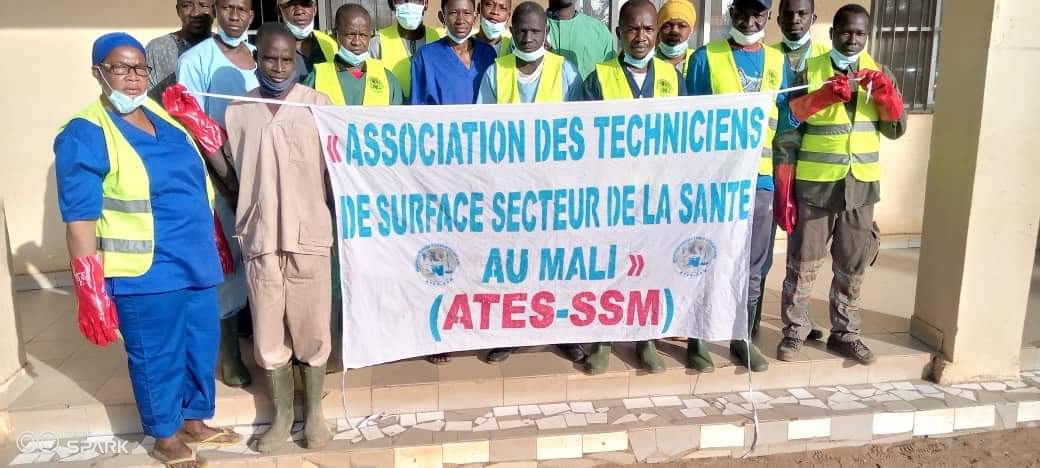 « ASSOCIATION DES TECHNICIENS
DE SURFACE SECTEUR DE LA SANTE
AU MALI »
(ATES-SSM)
SPARK